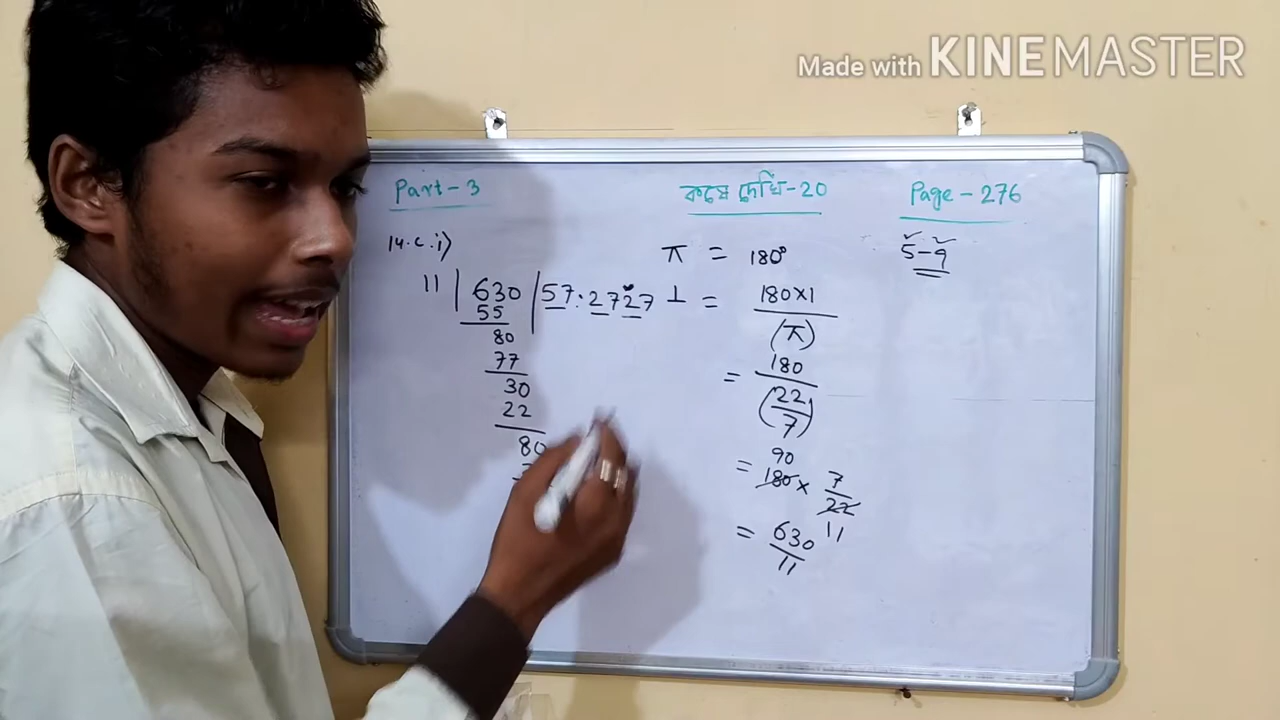 Made with KINEMASTER
Part-3
কষে দেখি-20
Page-276
5-9
14.c.i)
11 | 630 | 57.2727
55
80
77
30
22
80
π = 180°
1 = 180×1
(π)
= 180
(22
7)
90
= 180 × 7
22
11
= 630
11